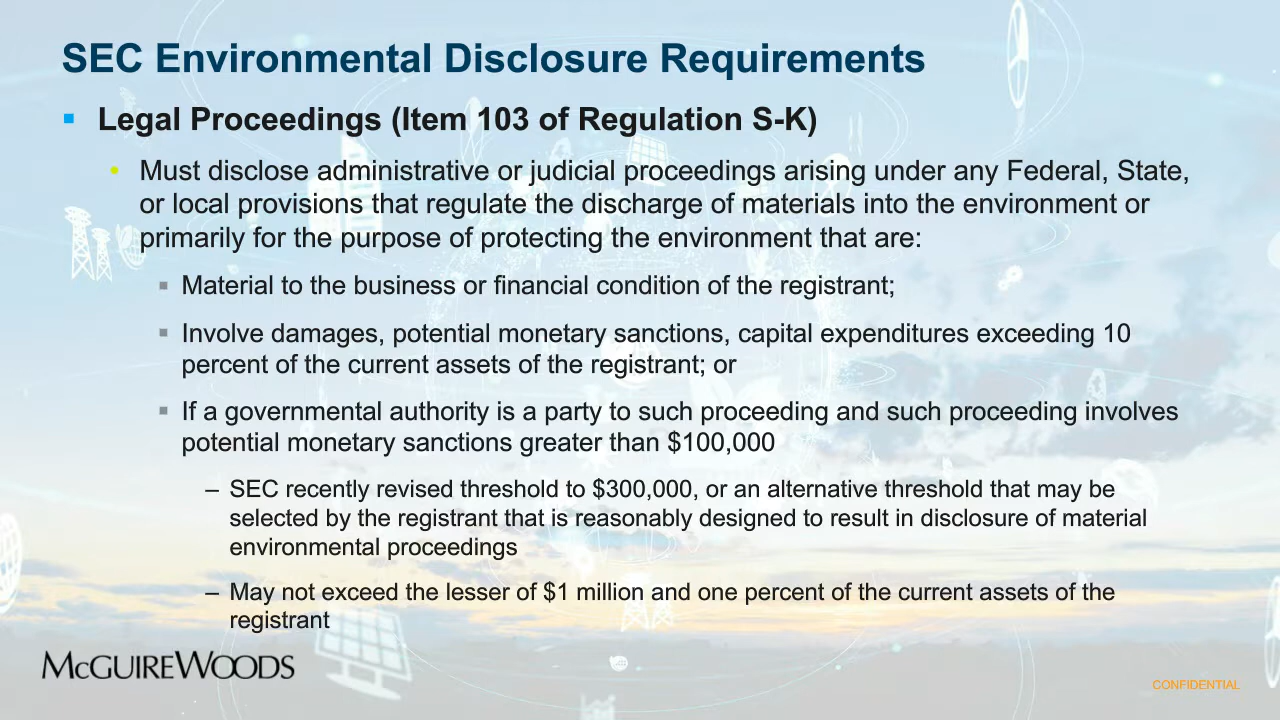 SEC Environmental Disclosure Requirements
▪ Legal Proceedings (Item 103 of Regulation S-K)
• Must disclose administrative or judicial proceedings arising under any Federal, State,
or local provisions that regulate the discharge of materials into the environment or
primarily for the purpose of protecting the environment that are:
▪ Material to the business or financial condition of the registrant;
▪ Involve damages, potential monetary sanctions, capital expenditures exceeding 10
percent of the current assets of the registrant; or
▪ If a governmental authority is a party to such proceeding and such proceeding involves
potential monetary sanctions greater than $100,000
– SEC recently revised threshold to $300,000, or an alternative threshold that may be
selected by the registrant that is reasonably designed to result in disclosure of material
environmental proceedings
– May not exceed the lesser of $1 million and one percent of the current assets of the
registrant
McGuireWoods
CONFIDENTIAL